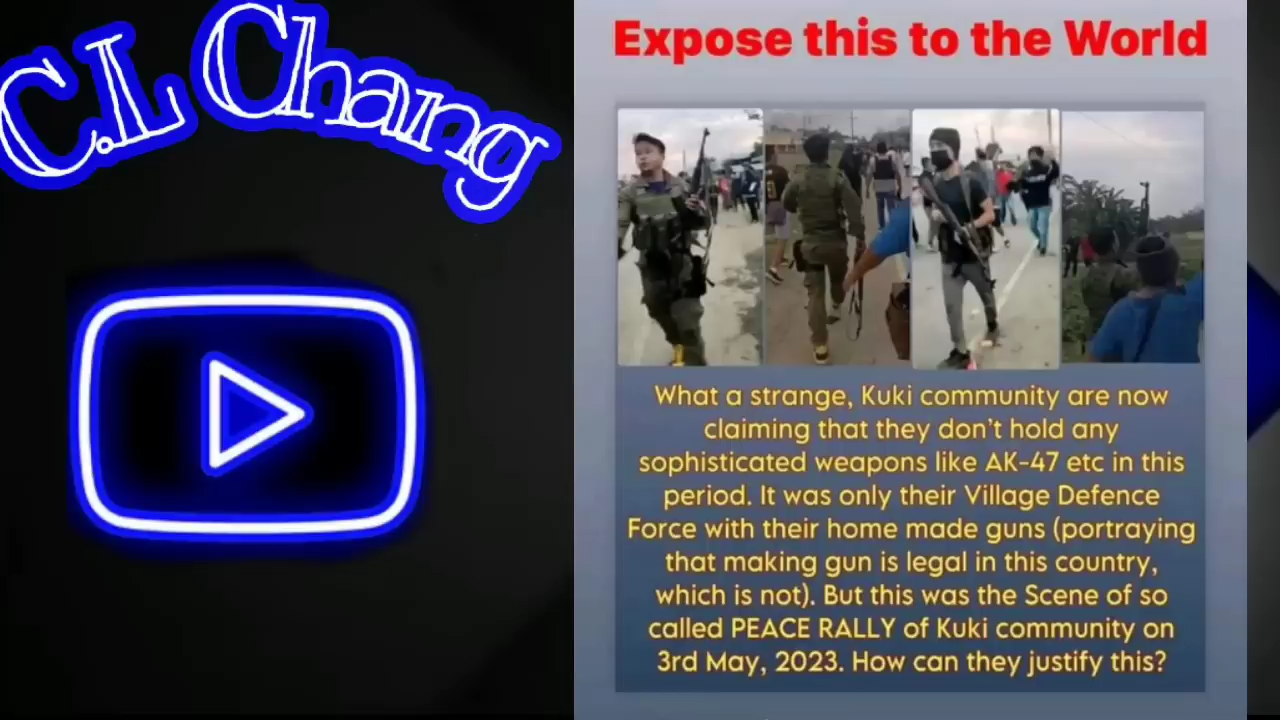 C.L Chang
Expose this to the World
What a strange, Kuki community are now
claiming that they don't hold any
sophisticated weapons like AK-47 etc in this
period. It was only their Village Defence
Force with their home made guns (portraying
that making gun is legal in this country,
which is not). But this was the Scene of so
called PEACE RALLY of Kuki community on
3rd May, 2023. How can they justify this?